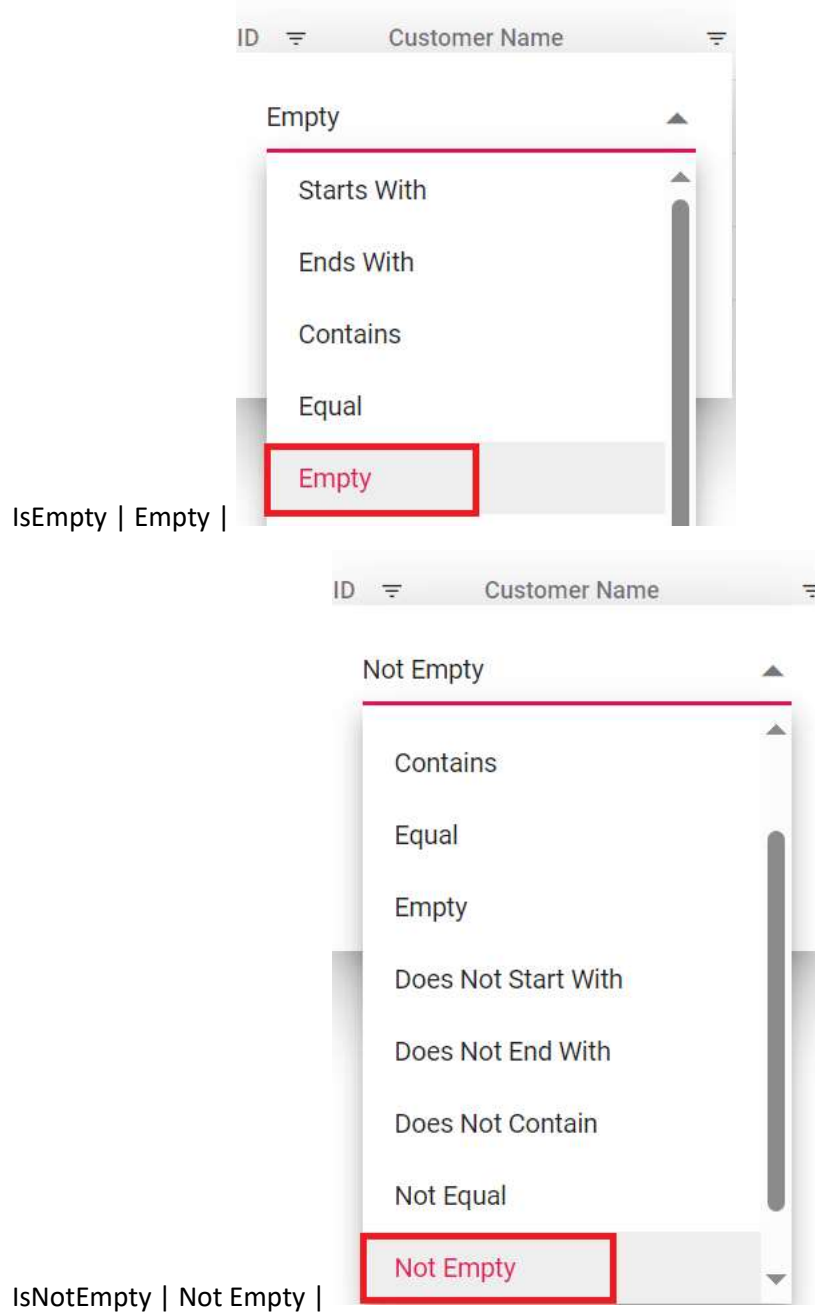 ID Customer Name
Empty
Starts With
Ends With
Contains
Equal
Empty
IsEmpty | Empty |
ID Customer Name
Not Empty
Contains
Equal
Empty
Does Not Start With
Does Not End With
Does Not Contain
Not Equal
Not Empty
IsNotEmpty | Not Empty |